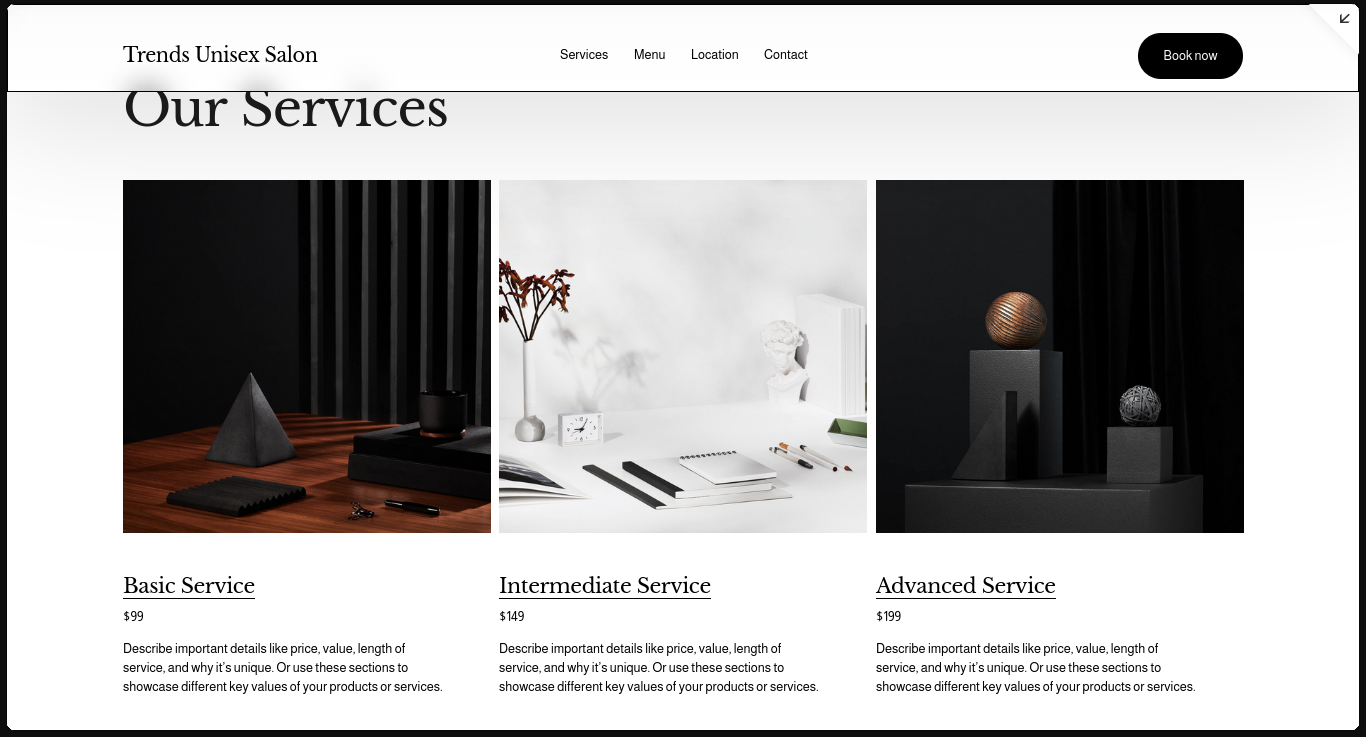 Trends Unisex Salon
Services
Menu
Location
Contact
Book now
Our Services
Basic Service
$99
Describe important details like price, value, length of
service, and why it's unique. Or use these sections to
showcase different key values of your products or services.
Intermediate Service
$149
Describe important details like price, value, length of
service, and why it's unique. Or use these sections to
showcase different key values of your products or services.
Advanced Service
$199
Describe important details like price, value, length of
service, and why it's unique. Or use these sections to
showcase different key values of your products or services.